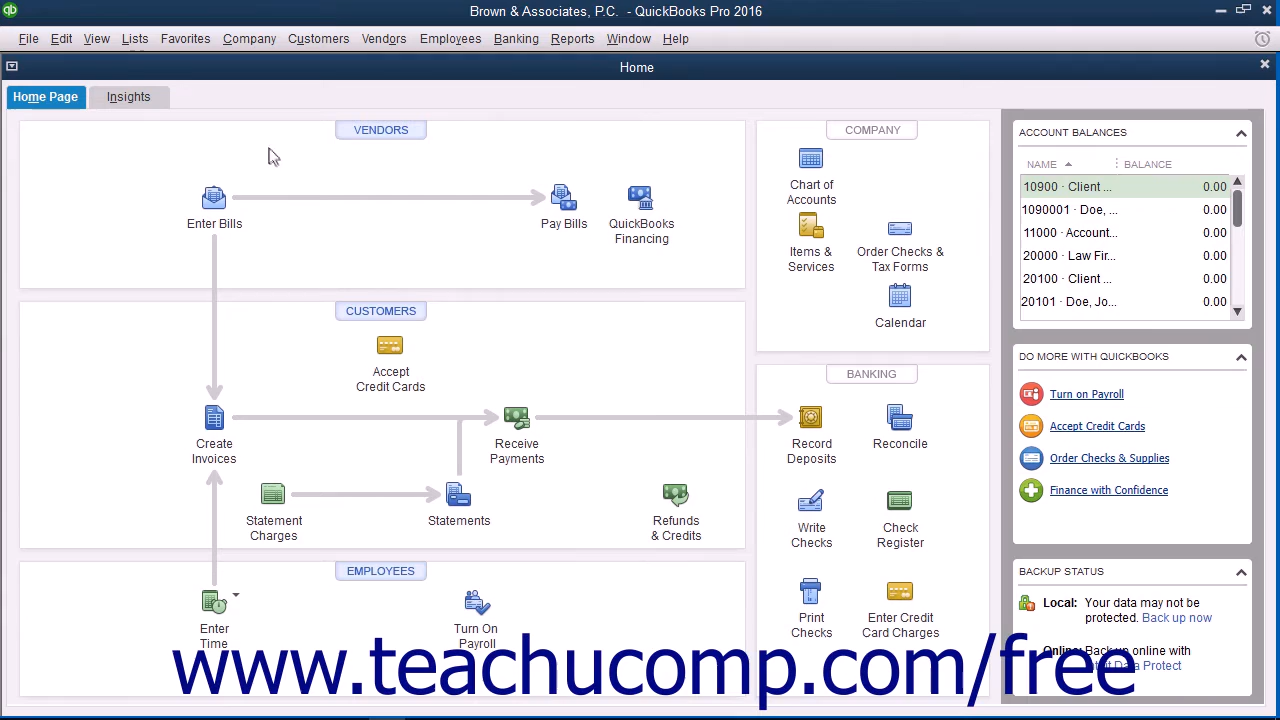 Brown & Associates, P.C. - QuickBooks Pro 2016
File Edit View Lists Favorites Company Customers Vendors Employees Banking Reports Window Help
Home
Home Page Insights
VENDORS
Enter Bills
Pay Bills
QuickBooks
Financing
CUSTOMERS
Accept
Credit Cards
Create
Invoices
Receive
Payments
Statement
Charges
Statements
Refunds
& Credits
EMPLOYEES
Enter
Time
Turn On
Payroll
COMPANY
Chart of
Accounts
Items &
Services
Order Checks &
Tax Forms
Calendar
BANKING
Record
Deposits
Reconcile
Write
Checks
Check
Register
Print
Checks
Enter Credit
Card Charges
ACCOUNT BALANCES
NAME BALANCE
10900 · Client ... 0.00
1090001 · Doe, ... 0.00
11000 · Account... 0.00
20000 · Law Fir... 0.00
20100 · Client ... 0.00
20101 · Doe, Jo... 0.00
DO MORE WITH QUICKBOOKS
Turn on Payroll
Accept Credit Cards
Order Checks & Supplies
Finance with Confidence
BACKUP STATUS
Local: Your data may not be
protected. Back up now
Online: Back up online with
Data Protect
www.teachucomp.com/free